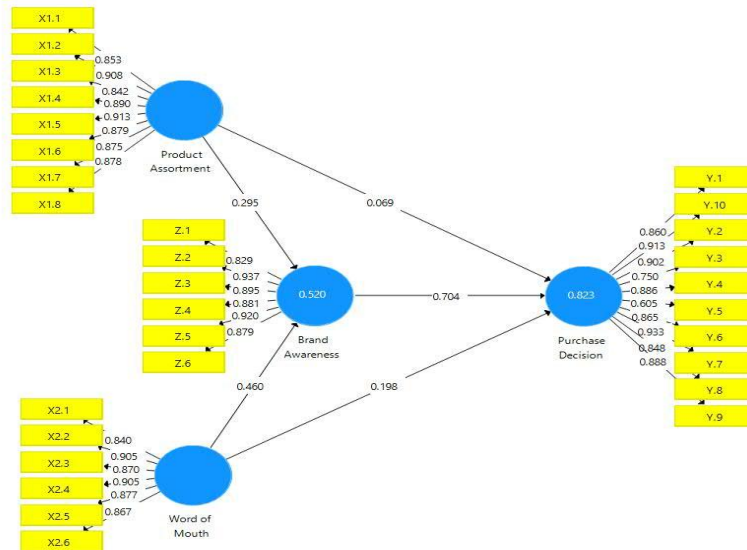 X1.1
X1.2
X1.3
X1.4
X1.5
X1.6
X1.7
X1.8
0.853
0.908
0.842
0.890
0.913
0.879
0.875
0.878
Product
Assortment
0.295
0.069
Z.1
Z.2
Z.3
Z.4
Z.5
Z.6
0.829
0.937
0.895
0.881
0.920
0.879
0.520
Brand
Awareness
0.704
0.460
0.198
X2.1
X2.2
X2.3
X2.4
X2.5
X2.6
0.840
0.905
0.870
0.905
0.877
0.867
Word of
Mouth
0.823
Purchase
Decision
0.860
0.913
0.902
0.750
0.886
0.605
0.865
0.933
0.848
0.888
Y.1
Y.10
Y.2
Y.3
Y.4
Y.5
Y.6
Y.7
Y.8
Y.9